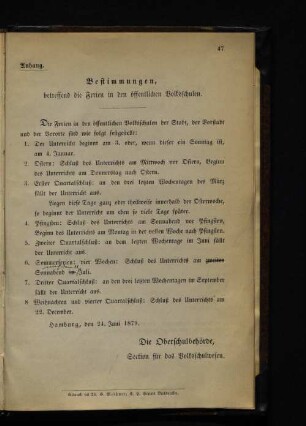 47
Anhang.
Bestimmungen,
betreffend die Ferien in den öffentlichen Volksschulen.
Die Ferien in den öffentlichen Volksschulen der Stadt, der Vorstadt
und der Vororte sind wie folgt festgesetzt:
1. Der Unterricht beginnt am 3. oder, wenn dieser ein Sonntag ist,
am 4. Januar.
2. Ostern: Schluß des Unterrichts am Mittwoch vor Ostern, Beginn
des Unterrichts am Donnerstag nach Ostern.
3. Erster Quartalschluß: an den drei letzten Wochentagen des März
fällt der Unterricht aus.
Liegen diese Tage ganz oder theilweise innerhalb der Osterwoche,
so beginnt der Unterricht um eben so viele Tage später.
4. Pfingsten: Schluß des Unterrichts am Sonnabend vor Pfingsten,
Beginn des Unterrichts am Montag in der ersten Woche nach Pfingsten.
5. Zweiter Quartalschluß: an dem letzten Wochentage im Juni fällt
der Unterricht aus.
6. Sommerferien: vier Wochen: Schluß des Unterrichts am zweiten
Sonnabend im Juli.
7. Dritter Quartalschluß: an den drei letzten Wochentagen im September
fällt der Unterricht aus.
8. Weihnachten und vierter Quartalschluß: Schluß des Unterrichts am
22. December.
Hamburg, den 24. Juni 1879.
Die Oberschulbehörde,
Section für das Volksschulwesen.